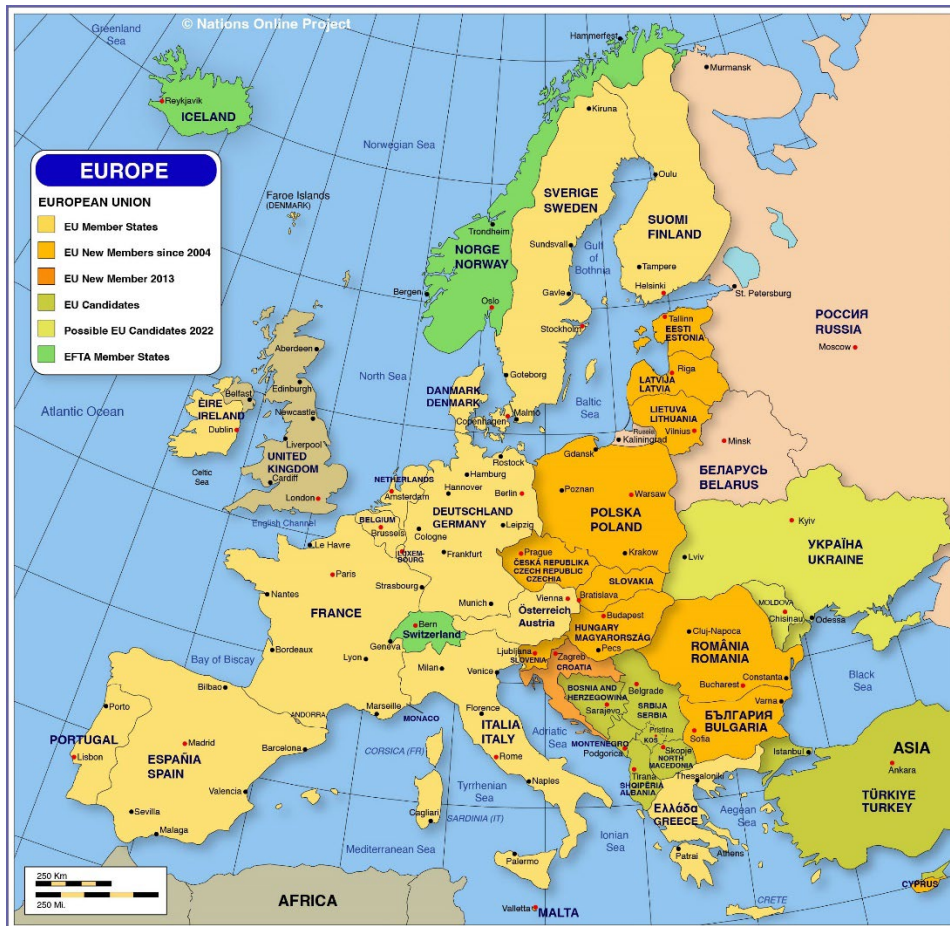 © Nations Online Project
Greenland
Sea
Hammerfest
Murmansk
Reykjavik
ICELAND
Kiruna
Norwegian Sea
EUROPE
EUROPEAN UNION
EU Member States
EU New Members since 2004
EU New Member 2013
EU Candidates
Possible EU Candidates 2022
EFTA Member States
Faroe Islands
(DENMARK)
Oulu
SVERIGE
SWEDEN
SUOMI
FINLAND
Trondheim
NORGE
NORWAY
Sundsvall
Gulf
of
Bothnia
Tampere
Bergen
Oslo
Gavle
Helsinki
St. Petersburg
Stockholm
Tallinn
EESTI
ESTONIA
РОССИЯ
RUSSIA
Moscow
Aberdeen
North Sea
Goteborg
Riga
LATVIJA
LATVIA
Baltic
Sea
Edinburgh
Belfast
DANMARK
DENMARK
Atlantic Ocean
ÉIRE
IRELAND
Dublin
Newcastle
Copenhagen
Malmö
LIETUVA
LITHUANIA
Vilnius
Russia
Kaliningrad
Minsk
Liverpool
Gdansk
UNITED
KINGDOM
Cardiff
Celtic
Sea
London
English Channel
Rostock
Hamburg
БЕЛАРУСЬ
BELARUS
NETHERLANDS
Amsterdam
Hannover
Berlin
Poznan
Warsaw
DEUTSCHLAND
GERMANY
POLSKA
POLAND
BELGIUM
Brussels
Cologne
Leipzig
Kyiv
УКРАЇНА
UKRAINE
Le Havre
LUXEM-
BOURG
Frankfurt
Prague
ČESKÁ REPUBLIKA
CZECH REPUBLIC
CZECHIA
Krakow
Lviv
Paris
Strasbourg
SLOVAKIA
Nantes
FRANCE
Munich
Vienna
Bratislava
Österreich
Austria
Budapest
HUNGARY
MAGYARORSZÁG
MOLDOVA
Chisinau
Odessa
Bern
Switzerland
Geneva
Pecs
Cluj-Napoca
ROMÂNIA
ROMANIA
Bordeaux
Lyon
Milan
Venice
Ljubljana
SLOVENIA
Zagreb
CROATIA
Bay of Biscay
Bilbao
BOSNIA AND
HERZEGOWINA
Sarajevo
Belgrade
SRBIJA
SERBIA
Bucharest
Constanta
Varna
Black
Sea
Porto
ANDORRA
Marseille
MONACO
Florence
ITALIA
ITALY
Adriatic
Sea
Pristina
KOS.
БЪЛГАРИЯ
BULGARIA
Sofia
PORTUGAL
Lisbon
Madrid
ESPAÑA
SPAIN
Barcelona
CORSICA (FR)
Rome
MONTENEGRO
Podgorica
Skopje
NORTH
MACEDONIA
Istanbul
ASIA
Ankara
Valencia
Tyrrhenian
Sea
Naples
Tirana
SHQIPËRIA
ALBANIA
Thessaloniki
TÜRKIYE
TURKEY
Sevilla
Malaga
Cagliari
SARDINIA (IT)
Ελλάδα
GREECE
Aegean
Sea
Mediterranean Sea
Palermo
Ionian
Sea
Patrai
Athens
250 Km
250 Mi.
AFRICA
Valletta
MALTA
CRETE
CYPRUS